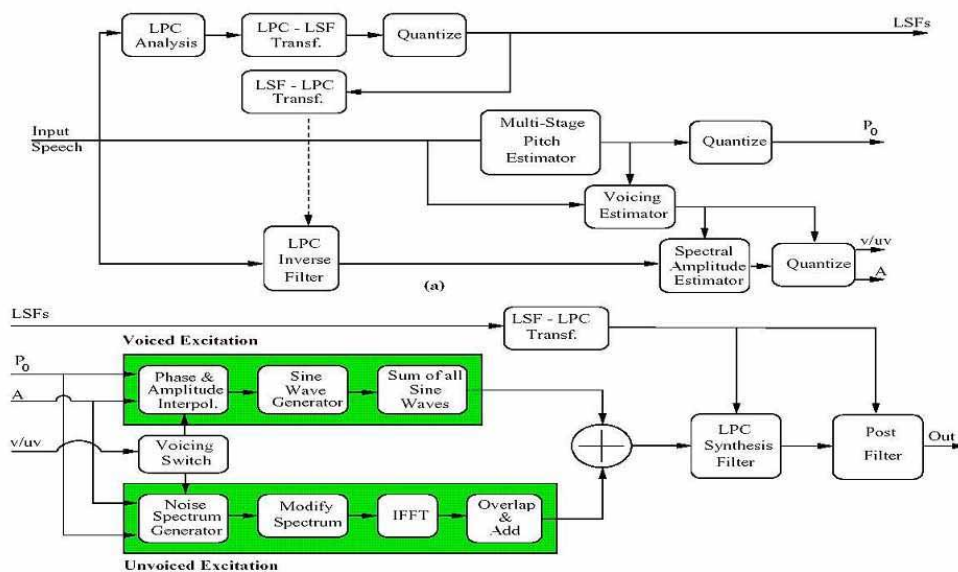 LPC
Analysis
LPC - LSF
Transf.
Quantize
LSFs
LSF - LPC
Transf.
Input
Speech
Multi-Stage
Pitch
Estimator
Quantize
P0
Voicing
Estimator
LPC
Inverse
Filter
Spectral
Amplitude
Estimator
Quantize
v/uv
A
(a)
LSFs
LSF - LPC
Transf.
Voiced Excitation
P0
A
v/uv
Phase &
Amplitude
Interpol.
Sine
Wave
Generator
Sum of all
Sine
Waves
Voicing
Switch
LPC
Synthesis
Filter
Post
Filter
Out
Noise
Spectrum
Generator
Modify
Spectrum
IFFT
Overlap
&
Add
Unvoiced Excitation